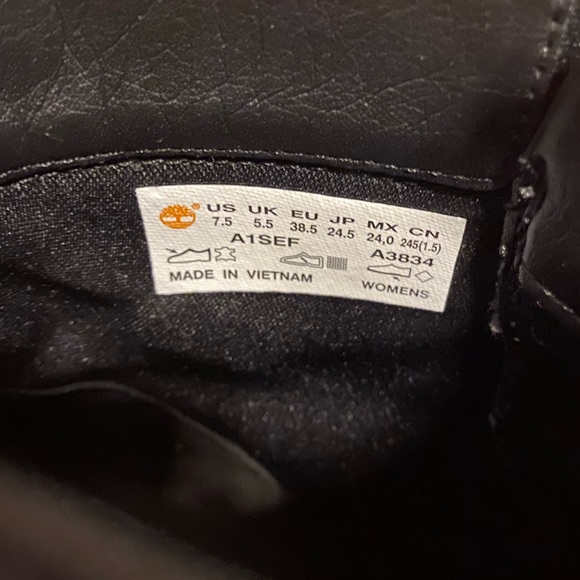 ® US UK EU JP MX CN
7.5 5.5 38.5 24.5 24,0 245(1.5)
A1SEF A3834
MADE IN VIETNAM WOMENS